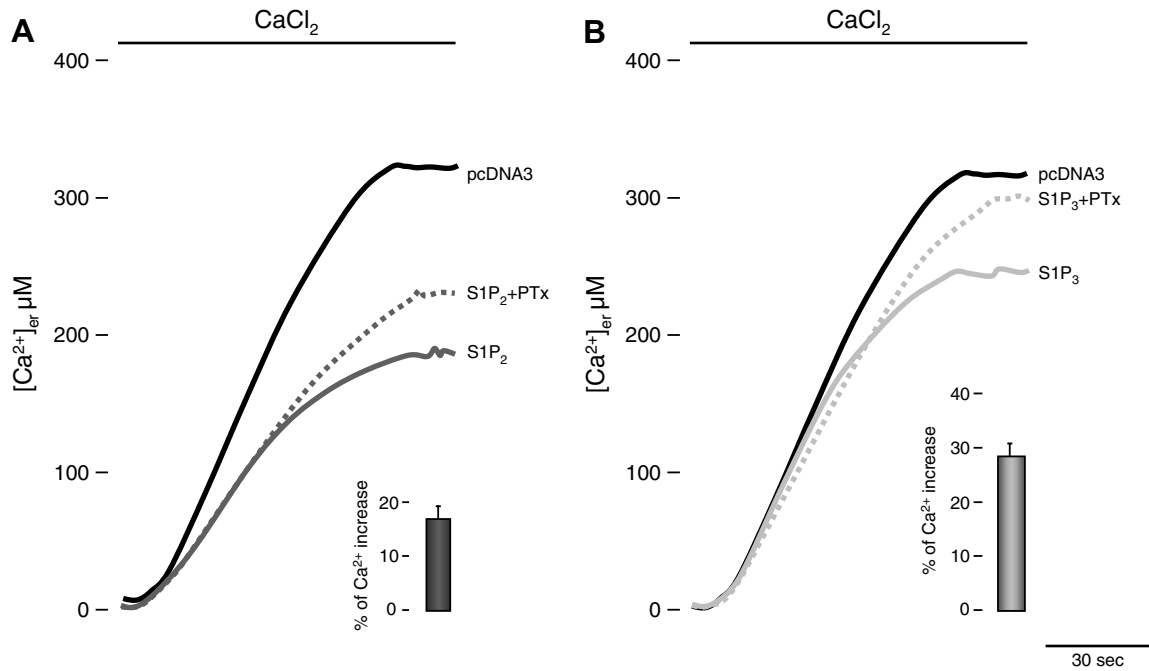 A
CaCl₂
400
300
200
100
0
[Ca²⁺]ₑᵣ µM
pcDNA3
S1P₂+PTx
S1P₂
% of Ca²⁺ increase
20
10
0
B
CaCl₂
400
300
200
100
0
[Ca²⁺]ₑᵣ µM
pcDNA3
S1P₃+PTx
S1P₃
% of Ca²⁺ increase
40
30
20
10
0
30 sec